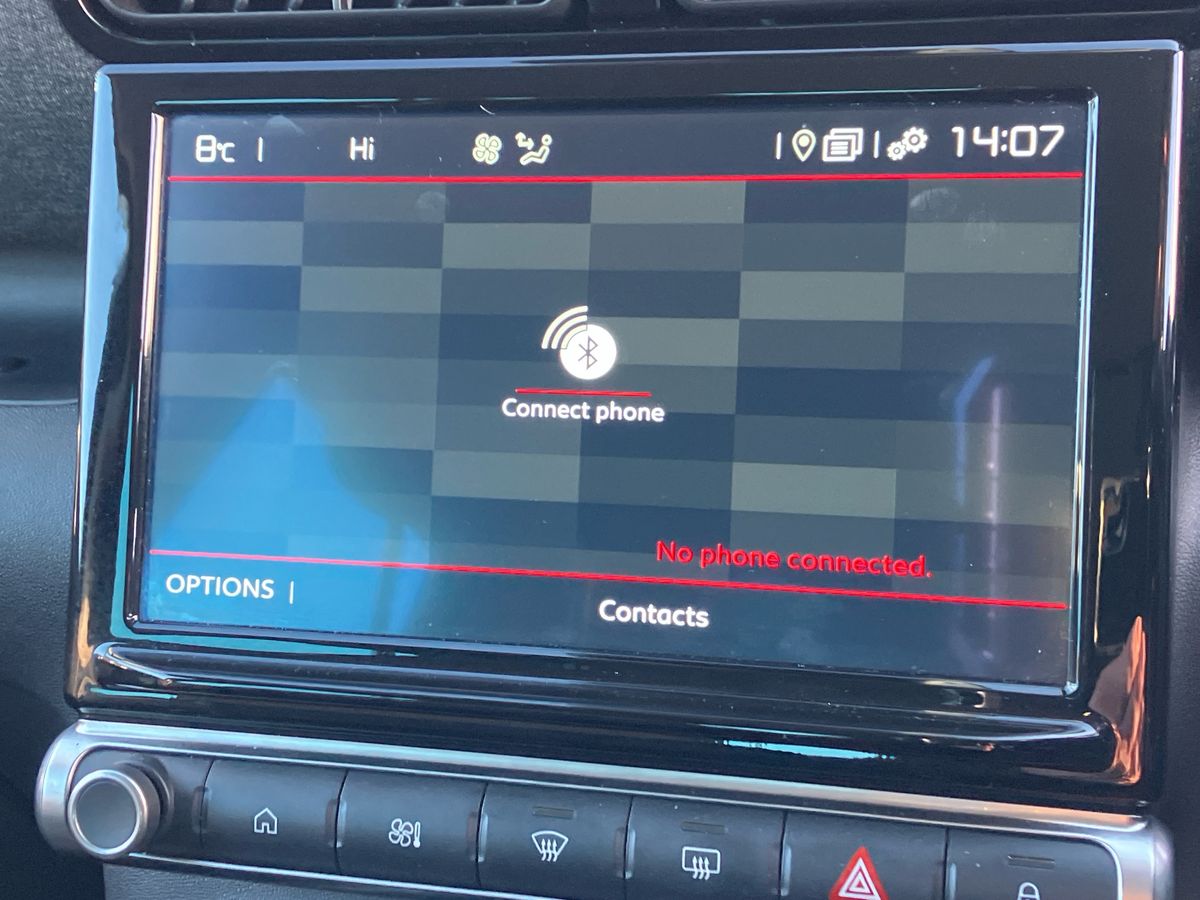 8°C
Hi
14:07
Connect phone
No phone connected.
OPTIONS
Contacts